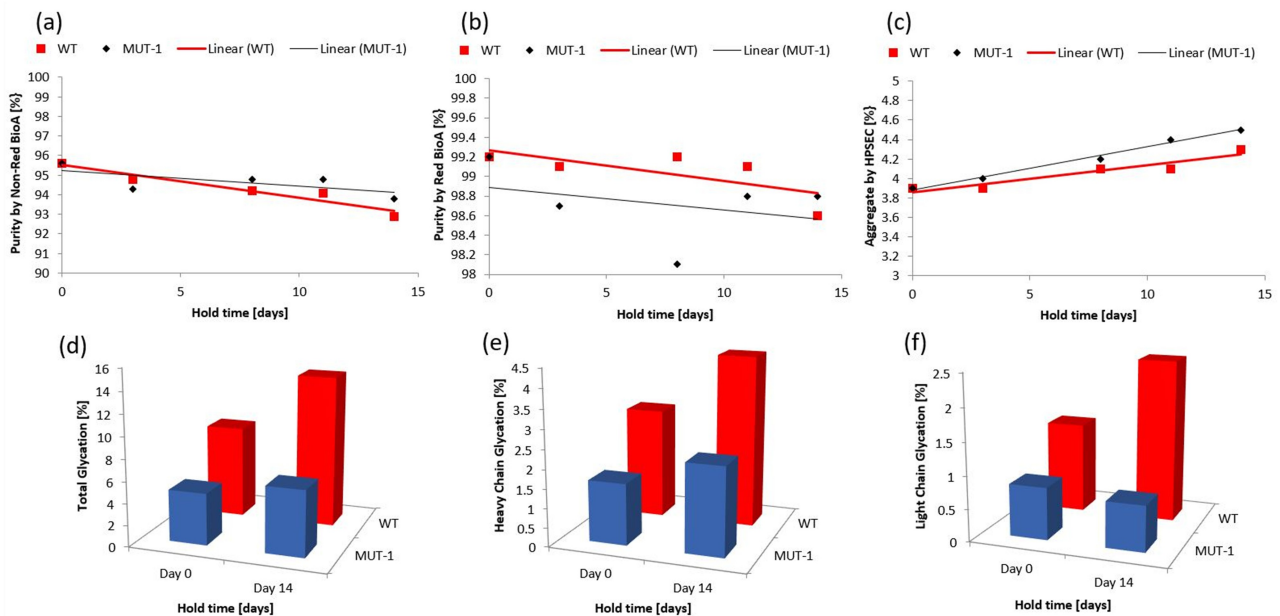 (a)
WT MUT-1 Linear (WT) Linear (MUT-1)
Purity by Non-Red BioA [%}
100
99
98
97
96
95
94
93
92
91
90
0 5 10 15
Hold time [days]
(b)
WT MUT-1 Linear (WT) Linear (MUT-1)
Purity by Red BioA [%}
100
99.8
99.6
99.4
99.2
99
98.8
98.6
98.4
98.2
98
0 5 10 15
Hold time [days]
(c)
WT MUT-1 Linear (WT) Linear (MUT-1)
Aggregate by HPSEC [%}
5
4.8
4.6
4.4
4.2
4
3.8
3.6
3.4
3.2
3
0 5 10 15
Hold time [days]
(d)
Total Glycation [%]
16
14
12
10
8
6
4
2
0
Day 0
Day 14
WT
MUT-1
Hold time [days]
(e)
Heavy Chain Glycation [%]
4.5
4
3.5
3
2.5
2
1.5
1
0.5
0
Day 0
Day 14
WT
MUT-1
Hold time [days]
(f)
Light Chain Glycation [%]
2.5
2
1.5
1
0.5
0
Day 0
Day 14
WT
MUT-1
Hold time [days]